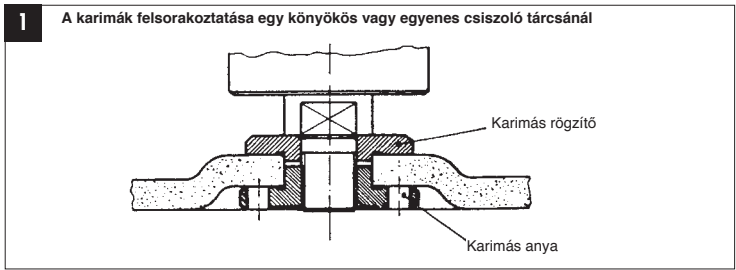 1
A karimák felsorakoztatása egy könyökös vagy egyenes csiszoló tárcsánál
Karimás rögzítő
Karimás anya